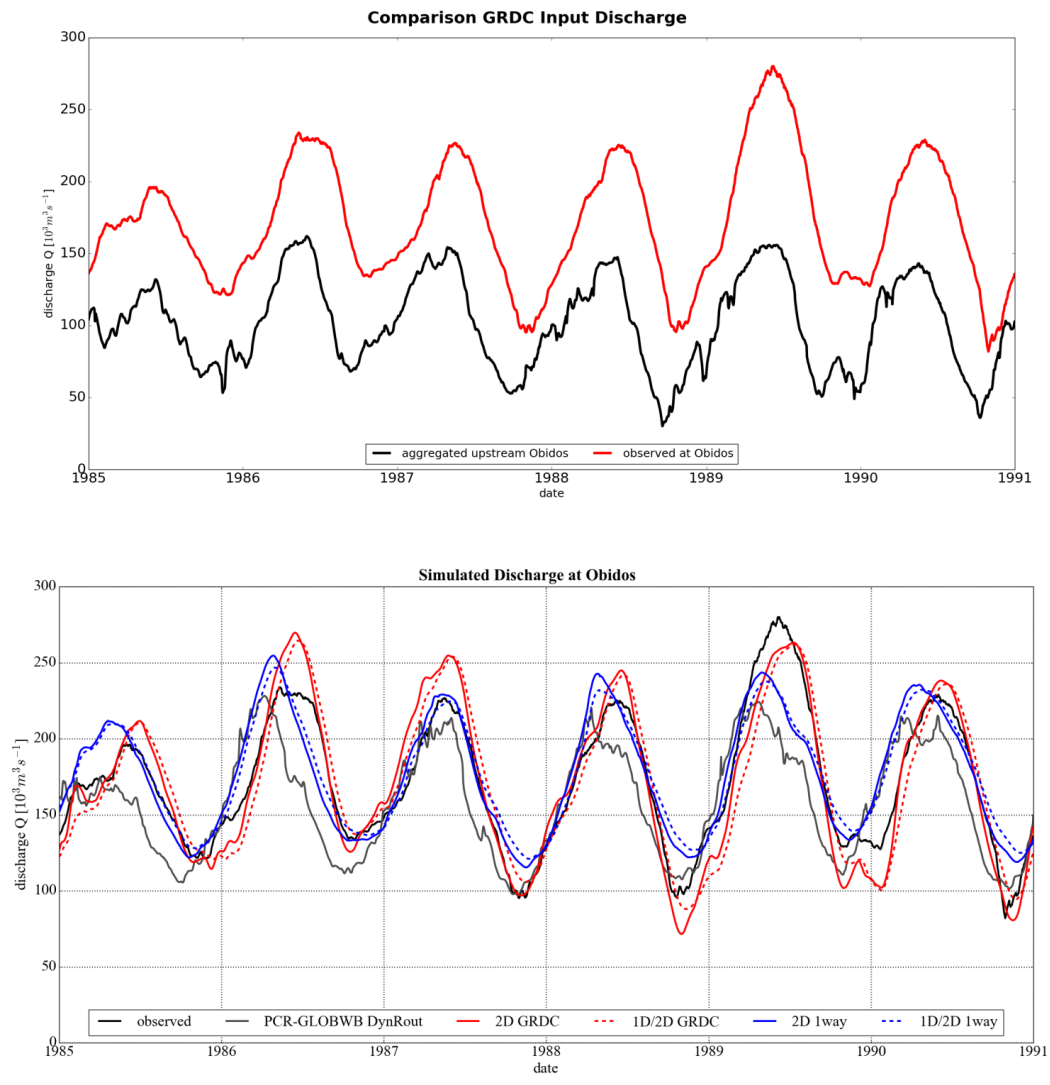 Comparison GRDC Input Discharge
300
250
200
150
100
50
0
discharge Q [10³m³s⁻¹]
aggregated upstream Obidos observed at Obidos
1985 1986 1987 1988 1989 1990 1991
date
Simulated Discharge at Obidos
300
250
200
150
100
50
0
discharge Q [10³m³s⁻¹]
observed PCR-GLOBWB DynRout 2D GRDC 1D/2D GRDC 2D 1way 1D/2D 1way
1985 1986 1987 1988 1989 1990 1991
date